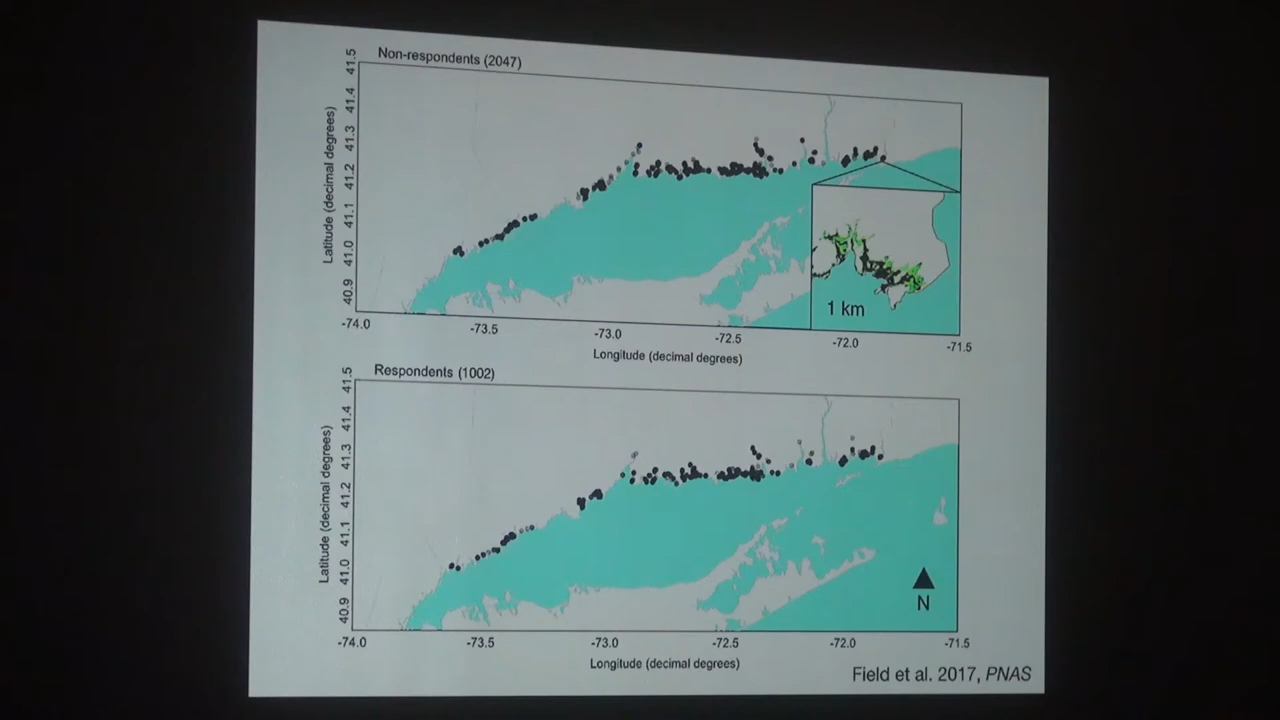 Non-respondents (2047)
Latitude (decimal degrees)
41.5
41.4
41.3
41.2
41.1
41.0
40.9
1 km
-74.0
-73.5
-73.0
-72.5
-72.0
-71.5
Longitude (decimal degrees)
Respondents (1002)
Latitude (decimal degrees)
41.5
41.4
41.3
41.2
41.1
41.0
40.9
N
-74.0
-73.5
-73.0
-72.5
-72.0
-71.5
Longitude (decimal degrees)
Field et al. 2017, PNAS